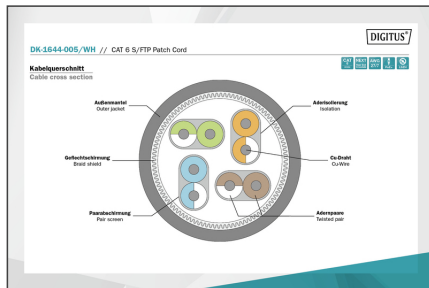 DIGITUS®
DK-1644-005/WH // CAT 6 S/FTP Patch Cord
Kabelquerschnitt
Cable cross section
Außenmantel
Outer jacket
Aderisolierung
Isolation
Geflechtschirmung
Braid shield
Cu-Draht
Cu-Wire
Paarabschirmung
Pair screen
Adernpaare
Twisted pair